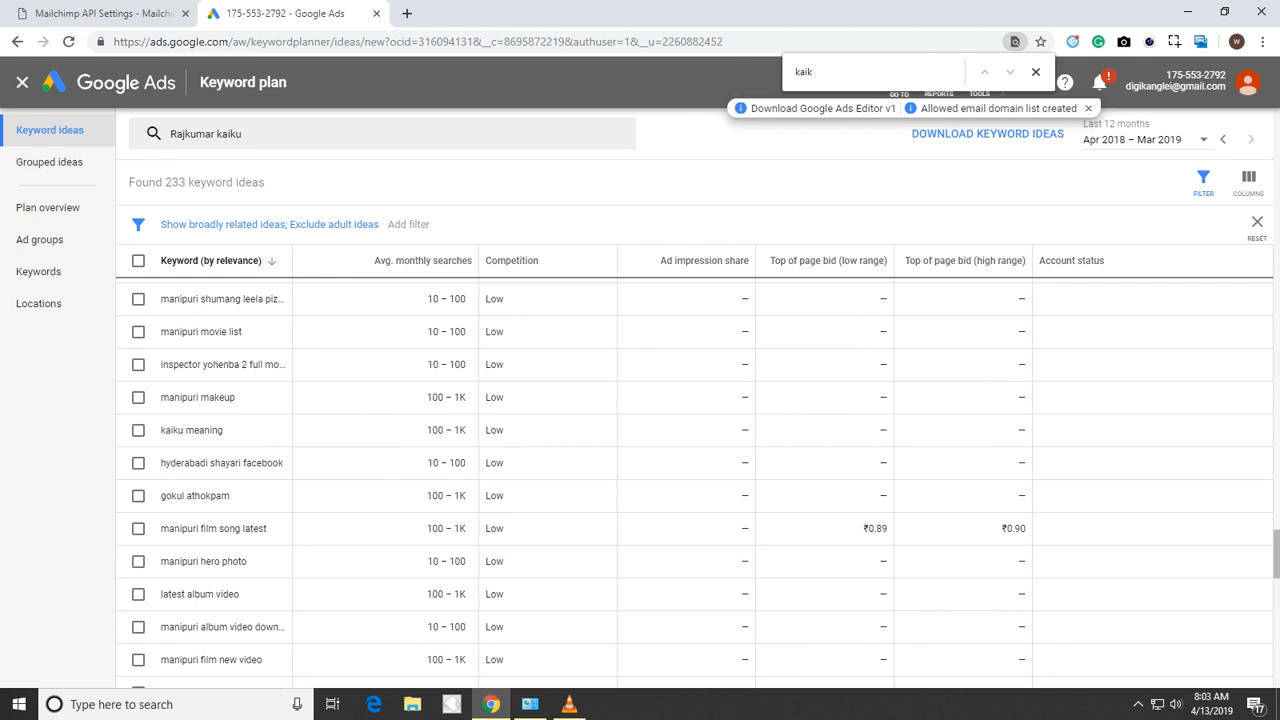 Mailchimp API Settings - Mailchi
175-553-2792 - Google Ads
https://ads.google.com/aw/keywordplanner/ideas/new?ocid=316094131&__c=8695872219&authuser=1&__u=2260882452
W
kaik
Google Ads
Keyword plan
GO TO
REPORTS
TOOLS
175-553-2792
digikanglei@gmail.com
Download Google Ads Editor v1
Allowed email domain list created
Keyword ideas
Grouped ideas
Plan overview
Ad groups
Keywords
Locations
Rajkumar kaiku
DOWNLOAD KEYWORD IDEAS
Last 12 months
Apr 2018 – Mar 2019
Found 233 keyword ideas
FILTER
COLUMNS
Show broadly related ideas; Exclude adult ideas Add filter
RESET
Keyword (by relevance) Avg. monthly searches Competition Ad impression share Top of page bid (low range) Top of page bid (high range) Account status
manipuri shumang leela piz... 10 – 100 Low – – –
manipuri movie list 10 – 100 Low – – –
inspector yohenba 2 full mo... 10 – 100 Low – – –
manipuri makeup 100 – 1K Low – – –
kaiku meaning 100 – 1K Low – – –
hyderabadi shayari facebook 10 – 100 Low – – –
gokul athokpam 100 – 1K Low – – –
manipuri film song latest 100 – 1K Low – ₹0.89 ₹0.90
manipuri hero photo 10 – 100 Low – – –
latest album video 100 – 1K Low – – –
manipuri album video down... 10 – 100 Low – – –
manipuri film new video 100 – 1K Low – – –
Type here to search
8:03 AM
4/13/2019
17